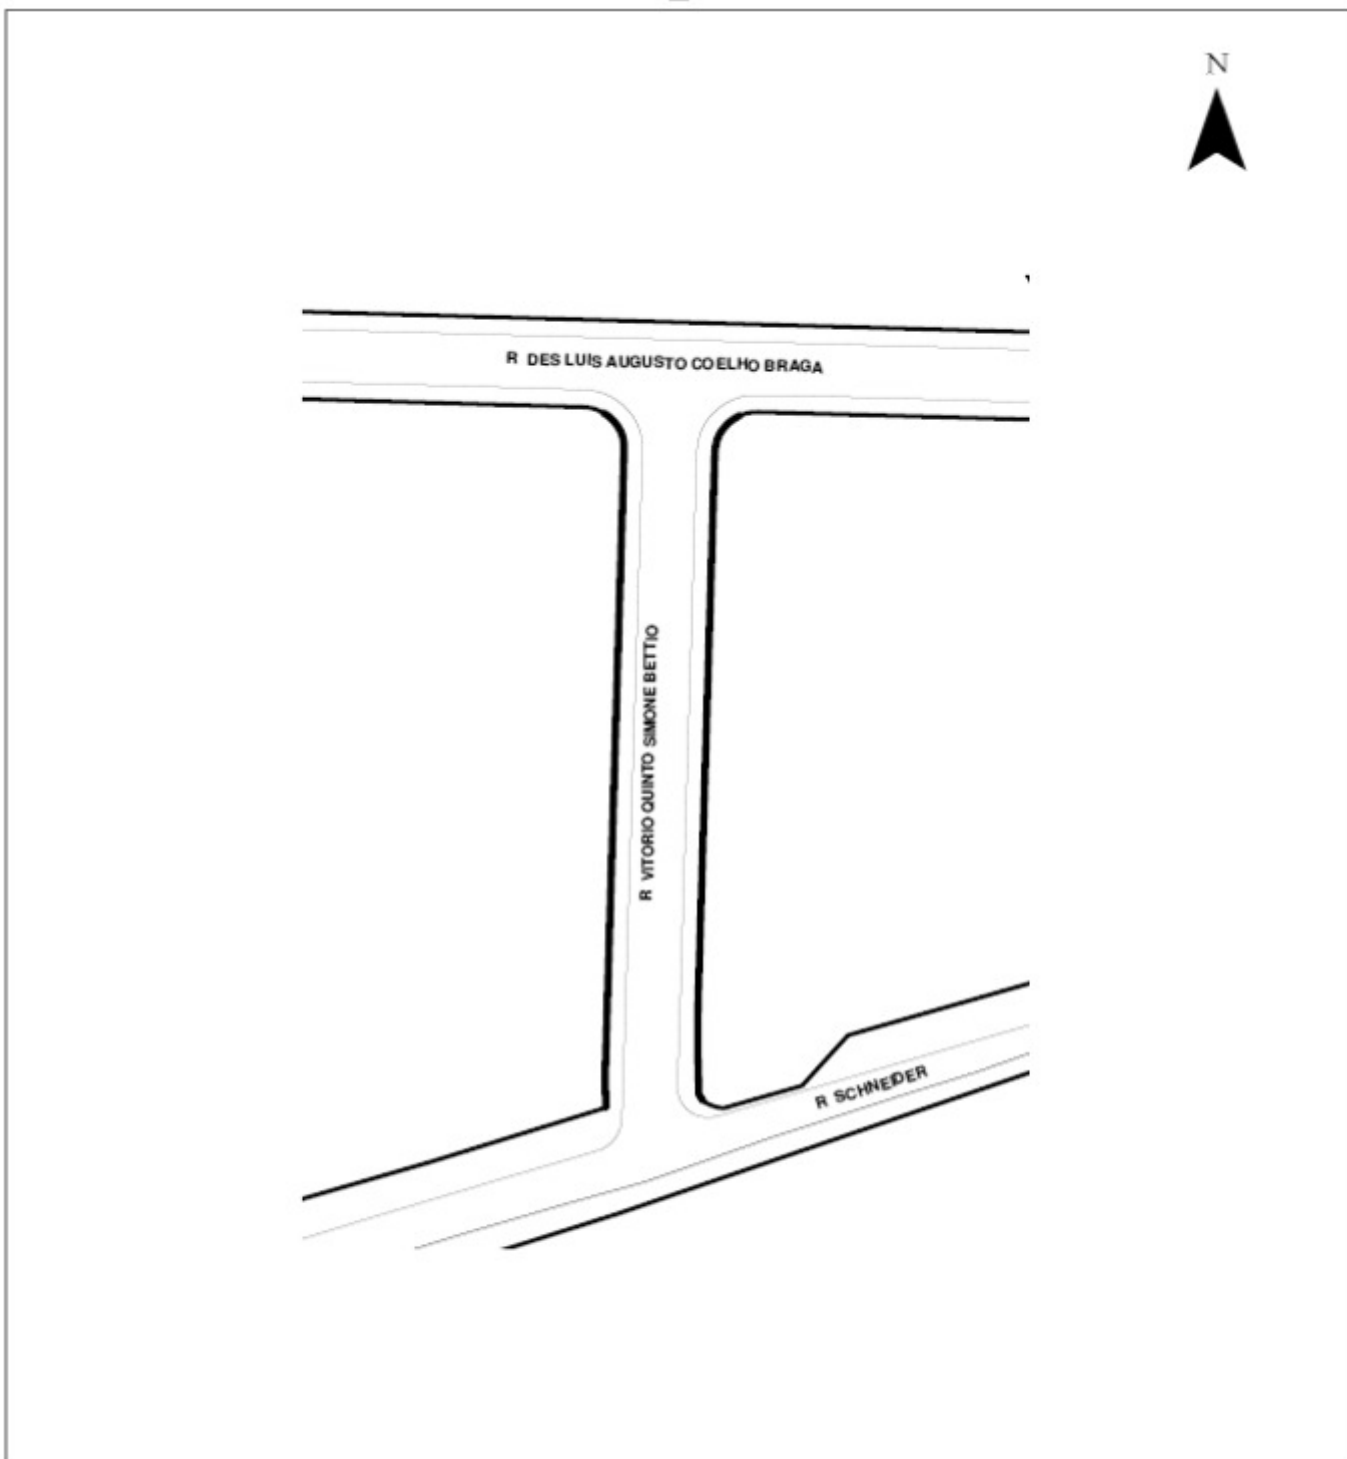 N
R DES LUIS AUGUSTO COELHO BRAGA
R VITORIO QUINTO SIMONE BETTIO
R SCHNEIDER